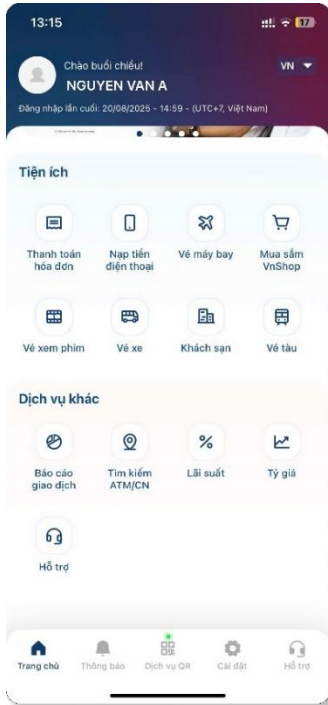 13:15
17
Chào buổi chiều!
VN
NGUYEN VAN A
Đăng nhập lần cuối: 20/08/2025 - 14:59 - (UTC+7, Việt Nam)
Tiện ích
Thanh toán
hóa đơn
Nạp tiền
điện thoại
Vé máy bay
Mua sắm
VnShop
Vé xem phim
Vé xe
Khách sạn
Vé tàu
Dịch vụ khác
Báo cáo
giao dịch
Tìm kiếm
ATM/CN
Lãi suất
Tỷ giá
Hỗ trợ
Trang chủ
Thông báo
Dịch vụ QR
Cài đặt
Hỗ trợ